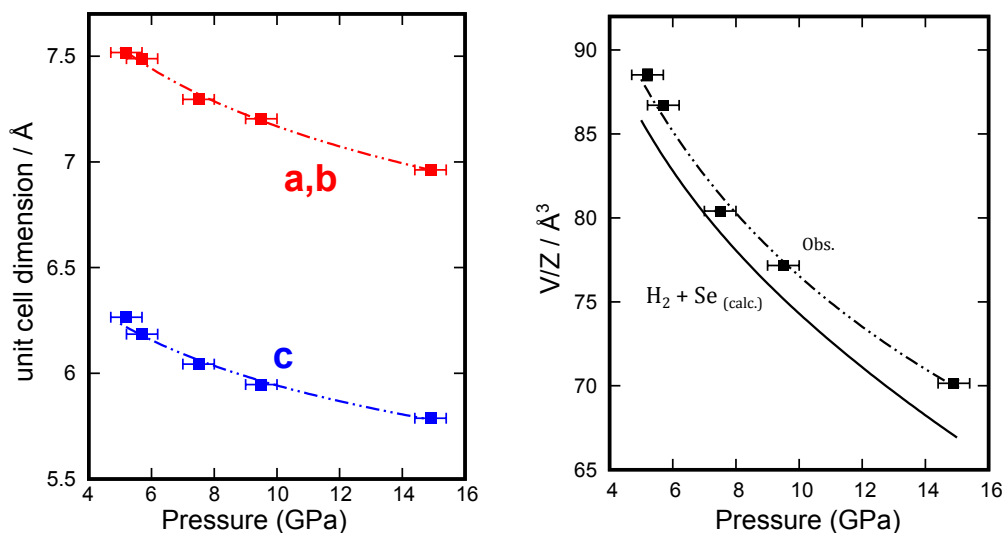 unit cell dimension / Å
7.5
7
6.5
6
5.5
a,b
c
4 6 8 10 12 14 16
Pressure (GPa)
V/Z / Å³
90
85
80
75
70
65
Obs.
H₂ + Se (calc.)
4 6 8 10 12 14 16
Pressure (GPa)